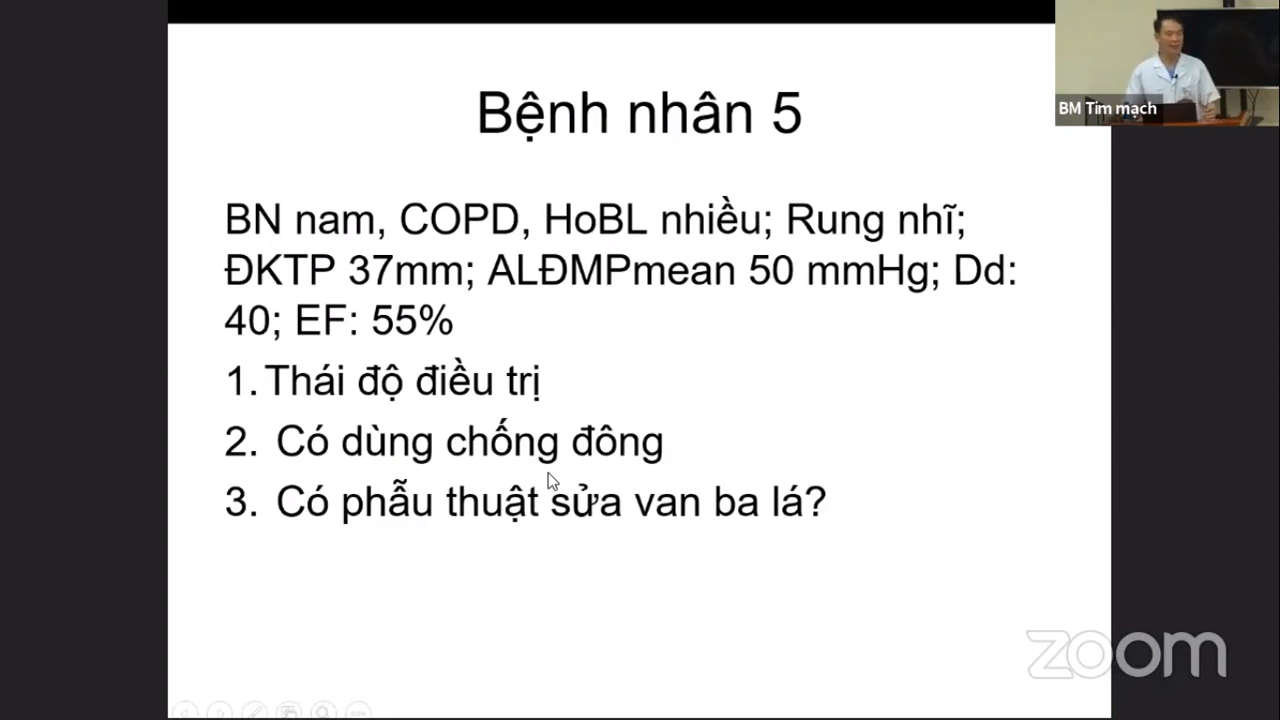 BM Tim mạch
Bệnh nhân 5
BN nam, COPD, HoBL nhiều; Rung nhĩ;
ĐKTP 37mm; ALĐMPmean 50 mmHg; Dd:
40; EF: 55%
1. Thái độ điều trị
2. Có dùng chống đông
3. Có phẫu thuật sửa van ba lá?
zoom